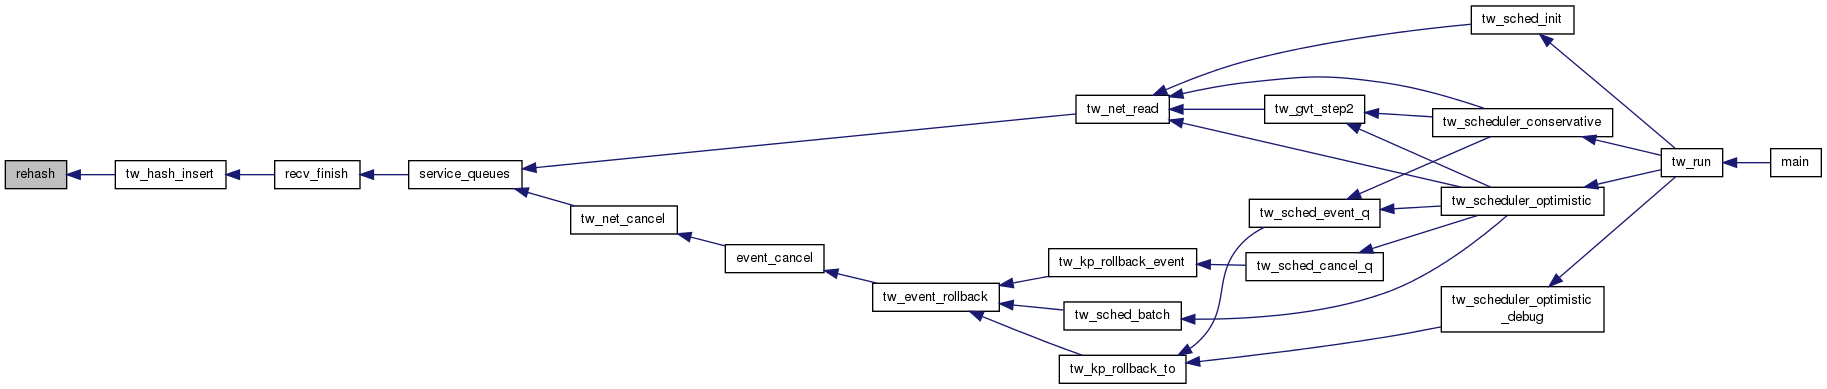 rehash
tw_hash_insert
recv_finish
service_queues
tw_net_read
tw_sched_init
tw_gvt_step2
tw_scheduler_conservative
tw_run
main
tw_net_cancel
event_cancel
tw_event_rollback
tw_kp_rollback_event
tw_sched_batch
tw_kp_rollback_to
tw_sched_event_q
tw_sched_cancel_q
tw_scheduler_optimistic
tw_scheduler_optimistic
_debug